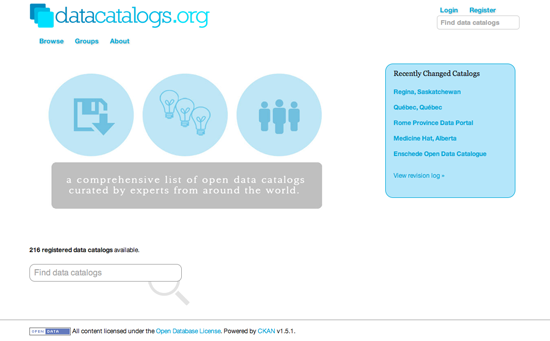 datacatalogs.org
Login Register
Find data catalogs
Browse Groups About
Recently Changed Catalogs
Regina, Saskatchewan
Québec, Québec
Rome Province Data Portal
Medicine Hat, Alberta
Enschede Open Data Catalogue
View revision log »
a comprehensive list of open data catalogs
curated by experts from around the world.
216 registered data catalogs available.
Find data catalogs
OPEN DATA All content licensed under the Open Database License. Powered by CKAN v1.5.1.